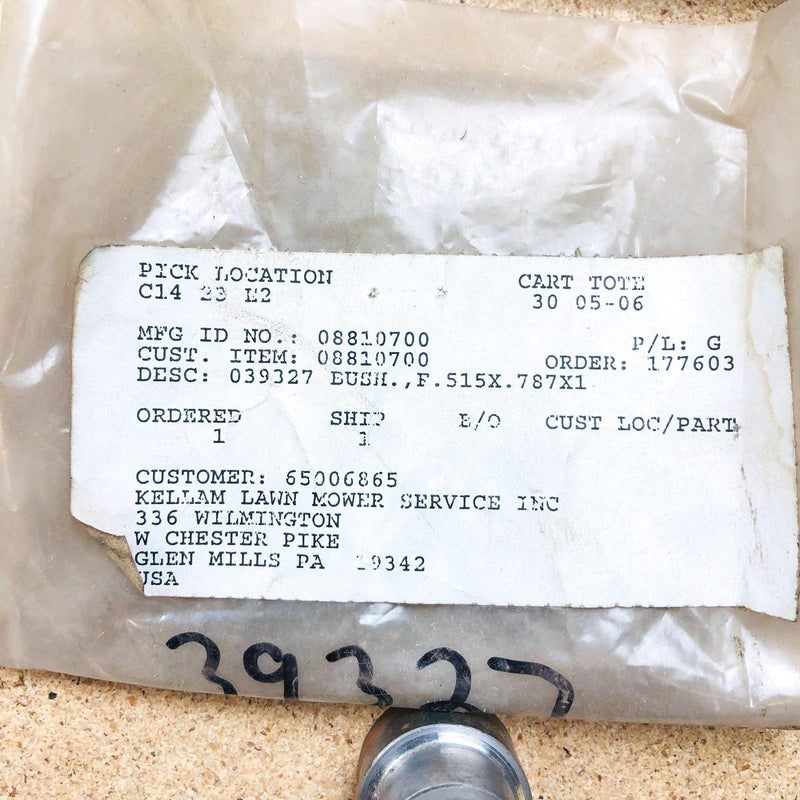 PICK LOCATION CART TOTE
C14 23 E2 30 05-06
MFG ID NO.: 08810700 P/L: G
CUST. ITEM: 08810700 ORDER: 177603
DESC: 039327 BUSH.,F.515X.787X1
ORDERED SHIP B/O CUST LOC/PART
1 1
CUSTOMER: 65006865
KELLAM LAWN MOWER SERVICE INC
336 WILMINGTON
W CHESTER PIKE
GLEN MILLS PA 19342
USA
39327